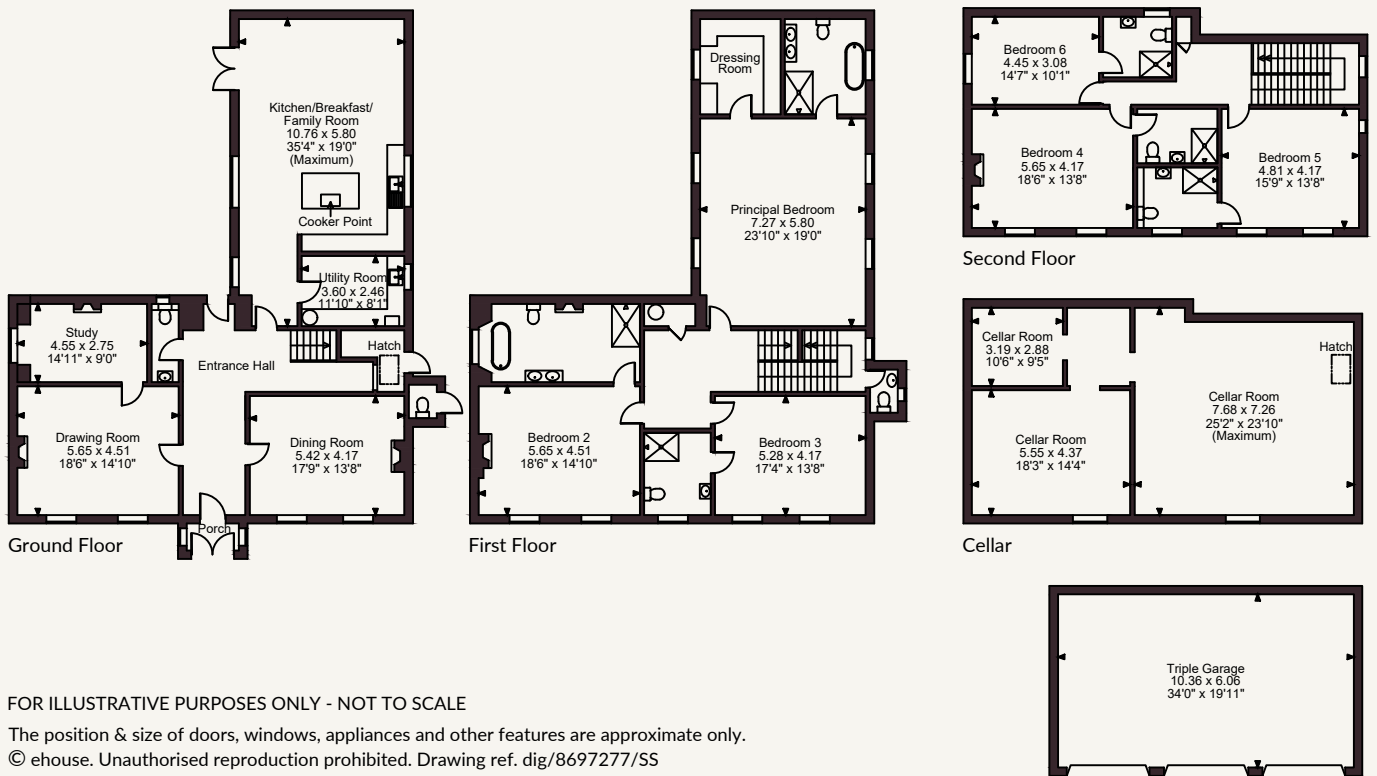 Kitchen/Breakfast/
Family Room
10.76 x 5.80
35'4" x 19'0"
(Maximum)
Cooker Point
Utility Room
3.60 x 2.46
11'10" x 8'1"
Study
4.55 x 2.75
14'11" x 9'0"
Entrance Hall
Hatch
Drawing Room
5.65 x 4.51
18'6" x 14'10"
Dining Room
5.42 x 4.17
17'9" x 13'8"
Porch
Ground Floor
Dressing
Room
Principal Bedroom
7.27 x 5.80
23'10" x 19'0"
Bedroom 2
5.65 x 4.51
18'6" x 14'10"
Bedroom 3
5.28 x 4.17
17'4" x 13'8"
First Floor
Bedroom 6
4.45 x 3.08
14'7" x 10'1"
Bedroom 4
5.65 x 4.17
18'6" x 13'8"
Bedroom 5
4.81 x 4.17
15'9" x 13'8"
Second Floor
Cellar Room
3.19 x 2.88
10'6" x 9'5"
Hatch
Cellar Room
7.68 x 7.26
25'2" x 23'10"
(Maximum)
Cellar Room
5.55 x 4.37
18'3" x 14'4"
Cellar
Triple Garage
10.36 x 6.06
34'0" x 19'11"
FOR ILLUSTRATIVE PURPOSES ONLY - NOT TO SCALE
The position & size of doors, windows, appliances and other features are approximate only.
© ehouse. Unauthorised reproduction prohibited. Drawing ref. dig/8697277/SS